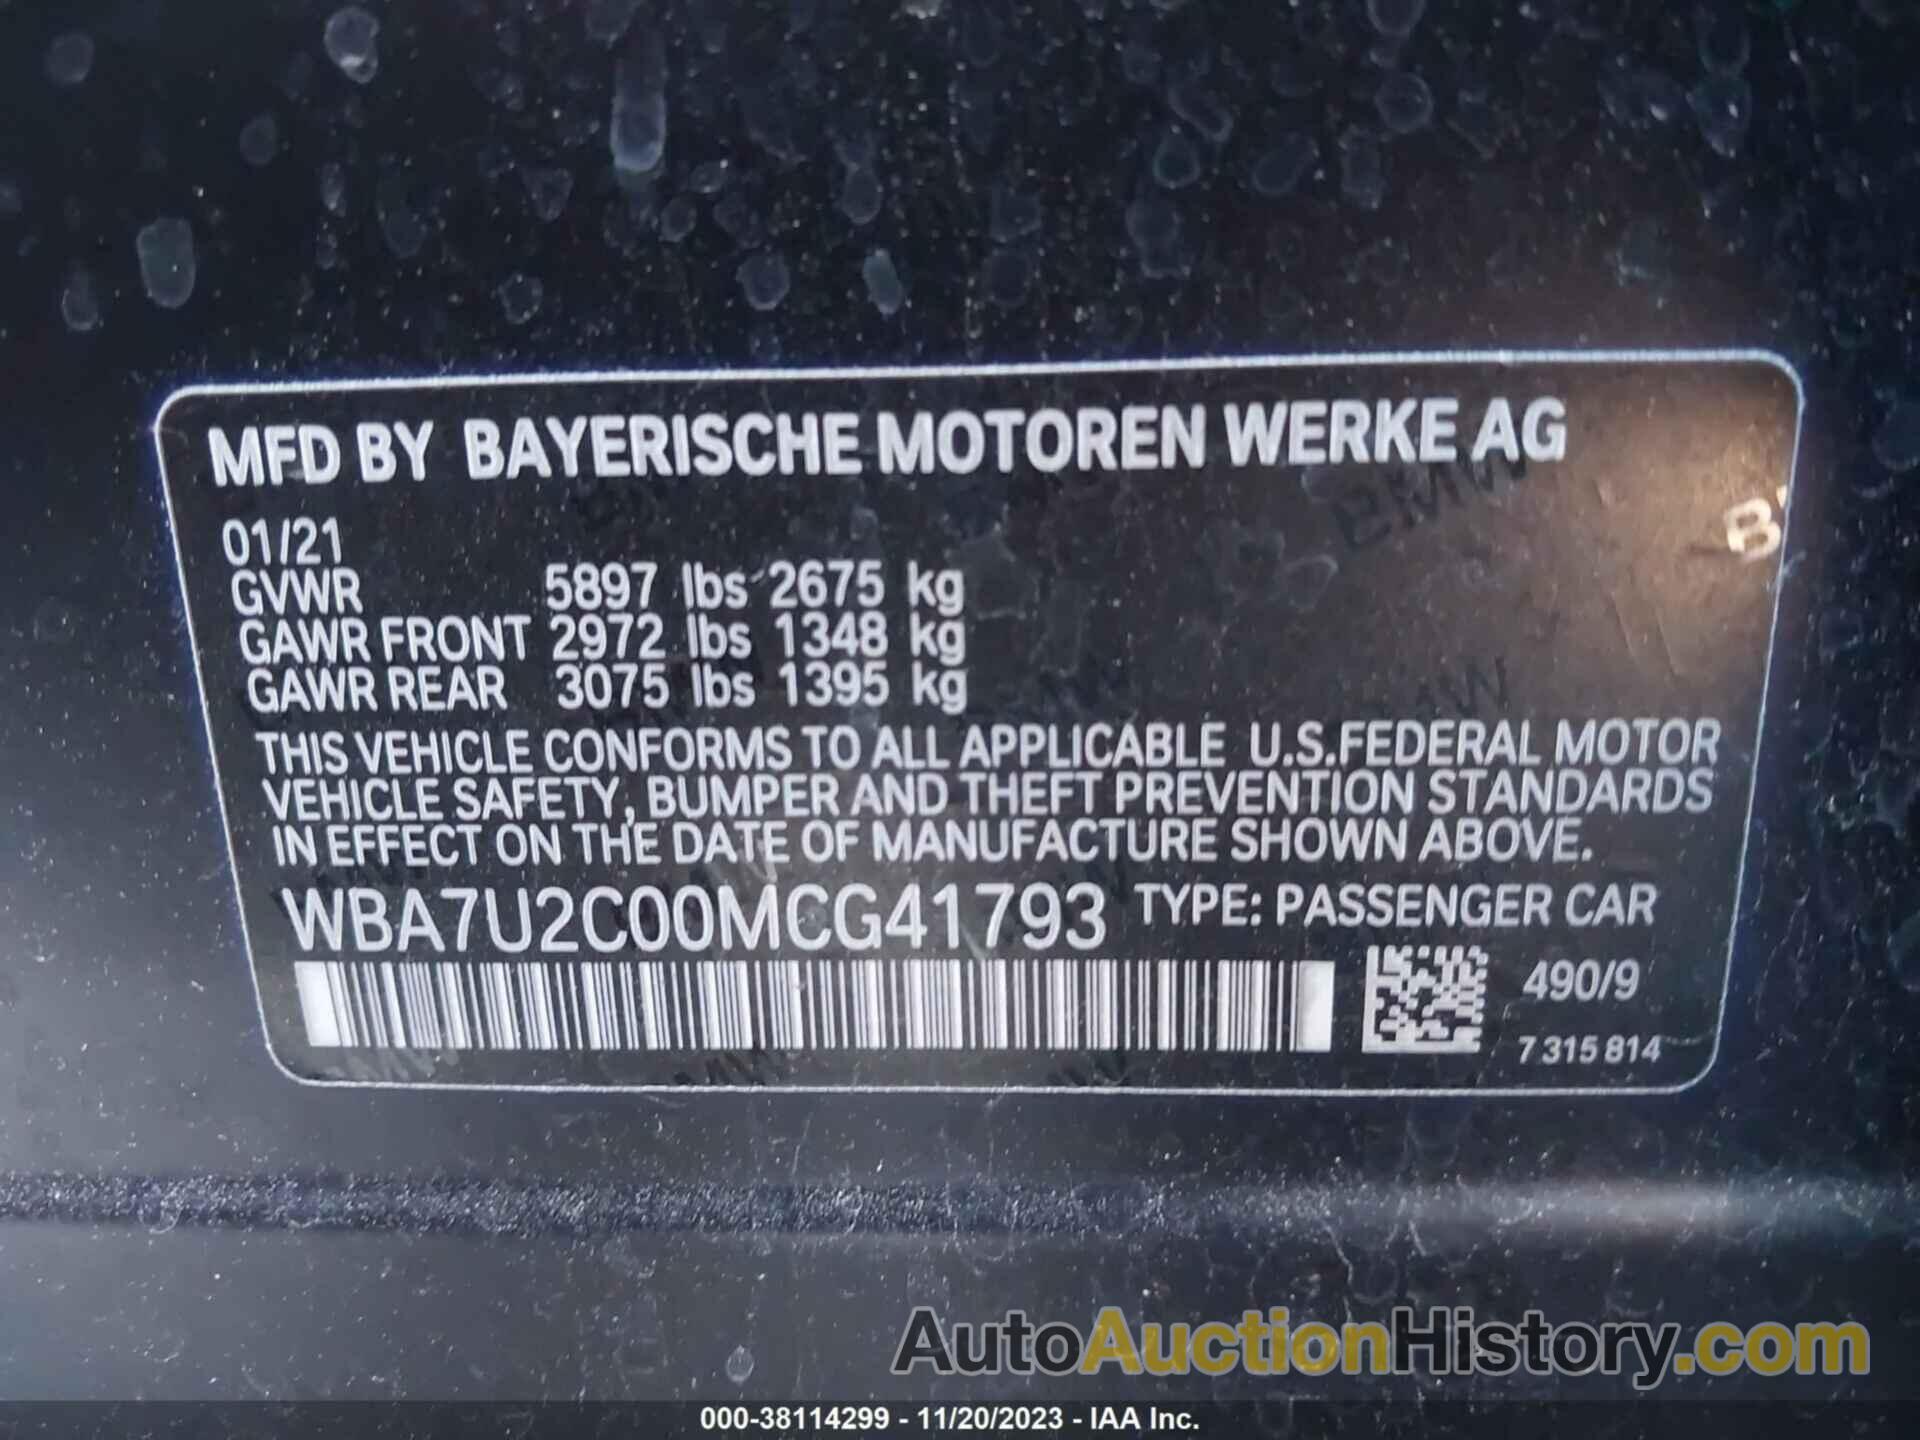 MFD BY BAYERISCHE MOTOREN WERKE AG
01/21
GVWR 5897 lbs 2675 kg
GAWR FRONT 2972 lbs 1348 kg
GAWR REAR 3075 lbs 1395 kg
THIS VEHICLE CONFORMS TO ALL APPLICABLE U.S.FEDERAL MOTOR
VEHICLE SAFETY, BUMPER AND THEFT PREVENTION STANDARDS
IN EFFECT ON THE DATE OF MANUFACTURE SHOWN ABOVE.
WBA7U2C00MCG41793 TYPE: PASSENGER CAR
490/9
7 315 814
AutoAuctionHistory.com
000-38114299 - 11/20/2023 - IAA Inc.